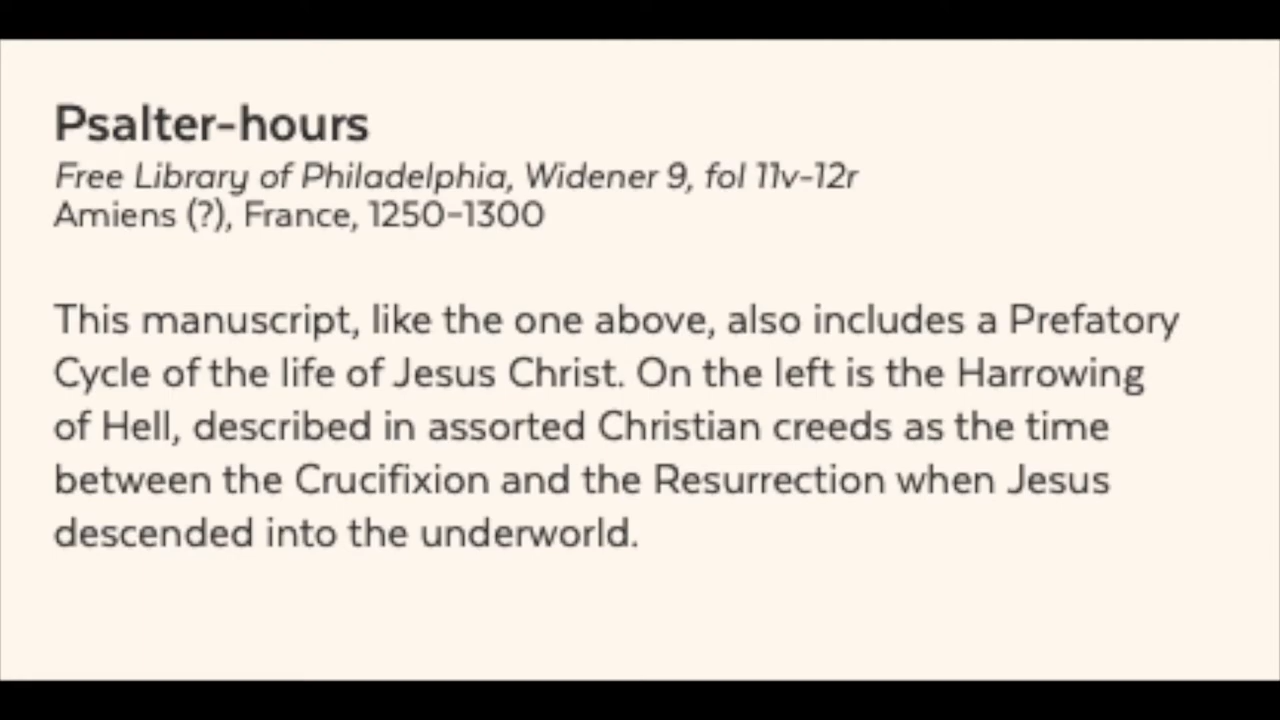 Psalter-hours
Free Library of Philadelphia, Widener 9, fol 11v-12r
Amiens (?), France, 1250-1300
This manuscript, like the one above, also includes a Prefatory
Cycle of the life of Jesus Christ. On the left is the Harrowing
of Hell, described in assorted Christian creeds as the time
between the Crucifixion and the Resurrection when Jesus
descended into the underworld.